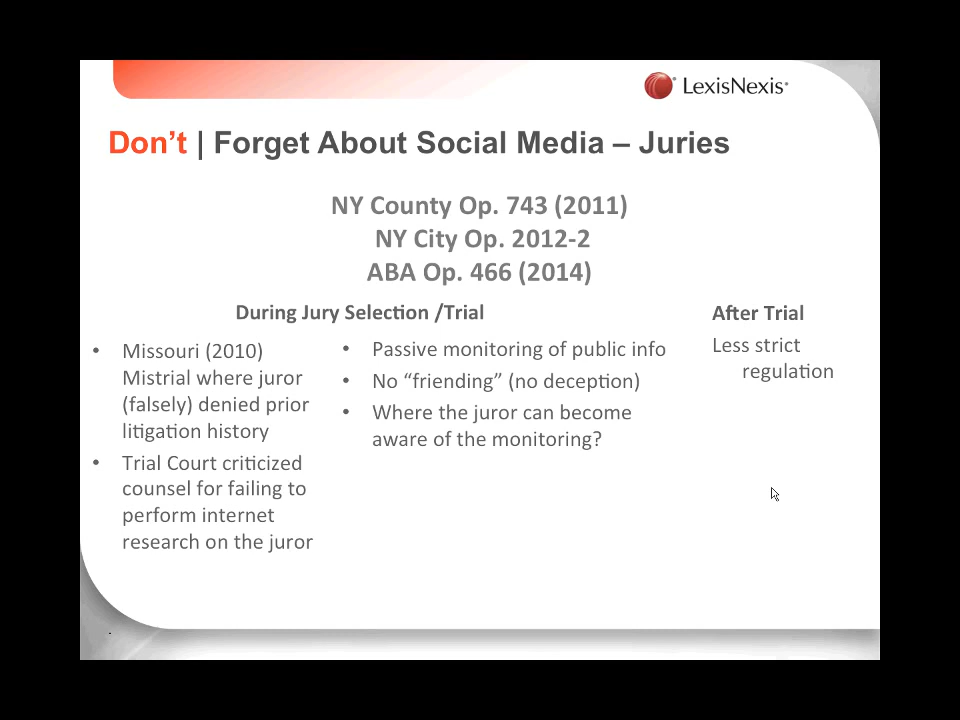 LexisNexis®
Don't | Forget About Social Media – Juries
NY County Op. 743 (2011)
NY City Op. 2012-2
ABA Op. 466 (2014)
During Jury Selection /Trial
• Missouri (2010)
Mistrial where juror
(falsely) denied prior
litigation history
• Trial Court criticized
counsel for failing to
perform internet
research on the juror
• Passive monitoring of public info
• No “friending” (no deception)
• Where the juror can become
aware of the monitoring?
After Trial
Less strict
regulation
.